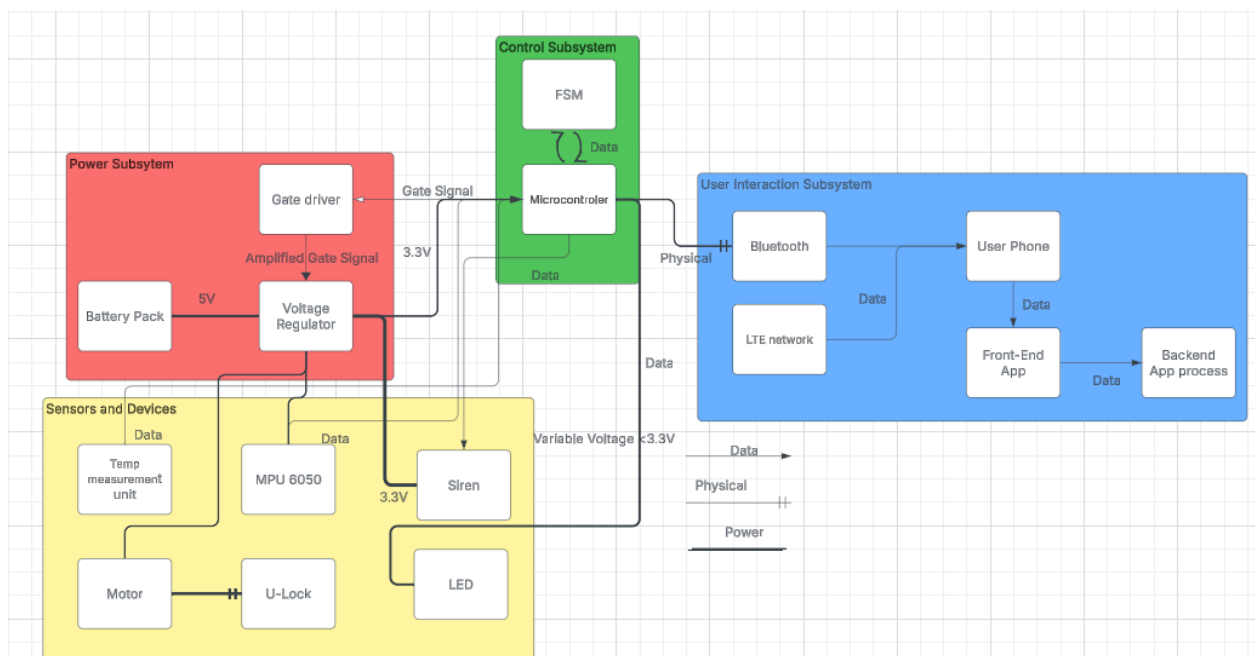 Control Subsystem
FSM
Data
Microcontroler
Power Subsytem
Gate driver
Gate Signal
Amplified Gate Signal
3.3V
5V
Battery Pack
Voltage
Regulator
Data
User Interaction Subsystem
Bluetooth
Physical
User Phone
Data
LTE network
Data
Front-End
App
Data
Backend
App process
Data
Sensors and Devices
Data
Temp
measurement
unit
Data
MPU 6050
Variable Voltage <3.3V
3.3V
Siren
Motor
U-Lock
LED
Data
Physical
Power